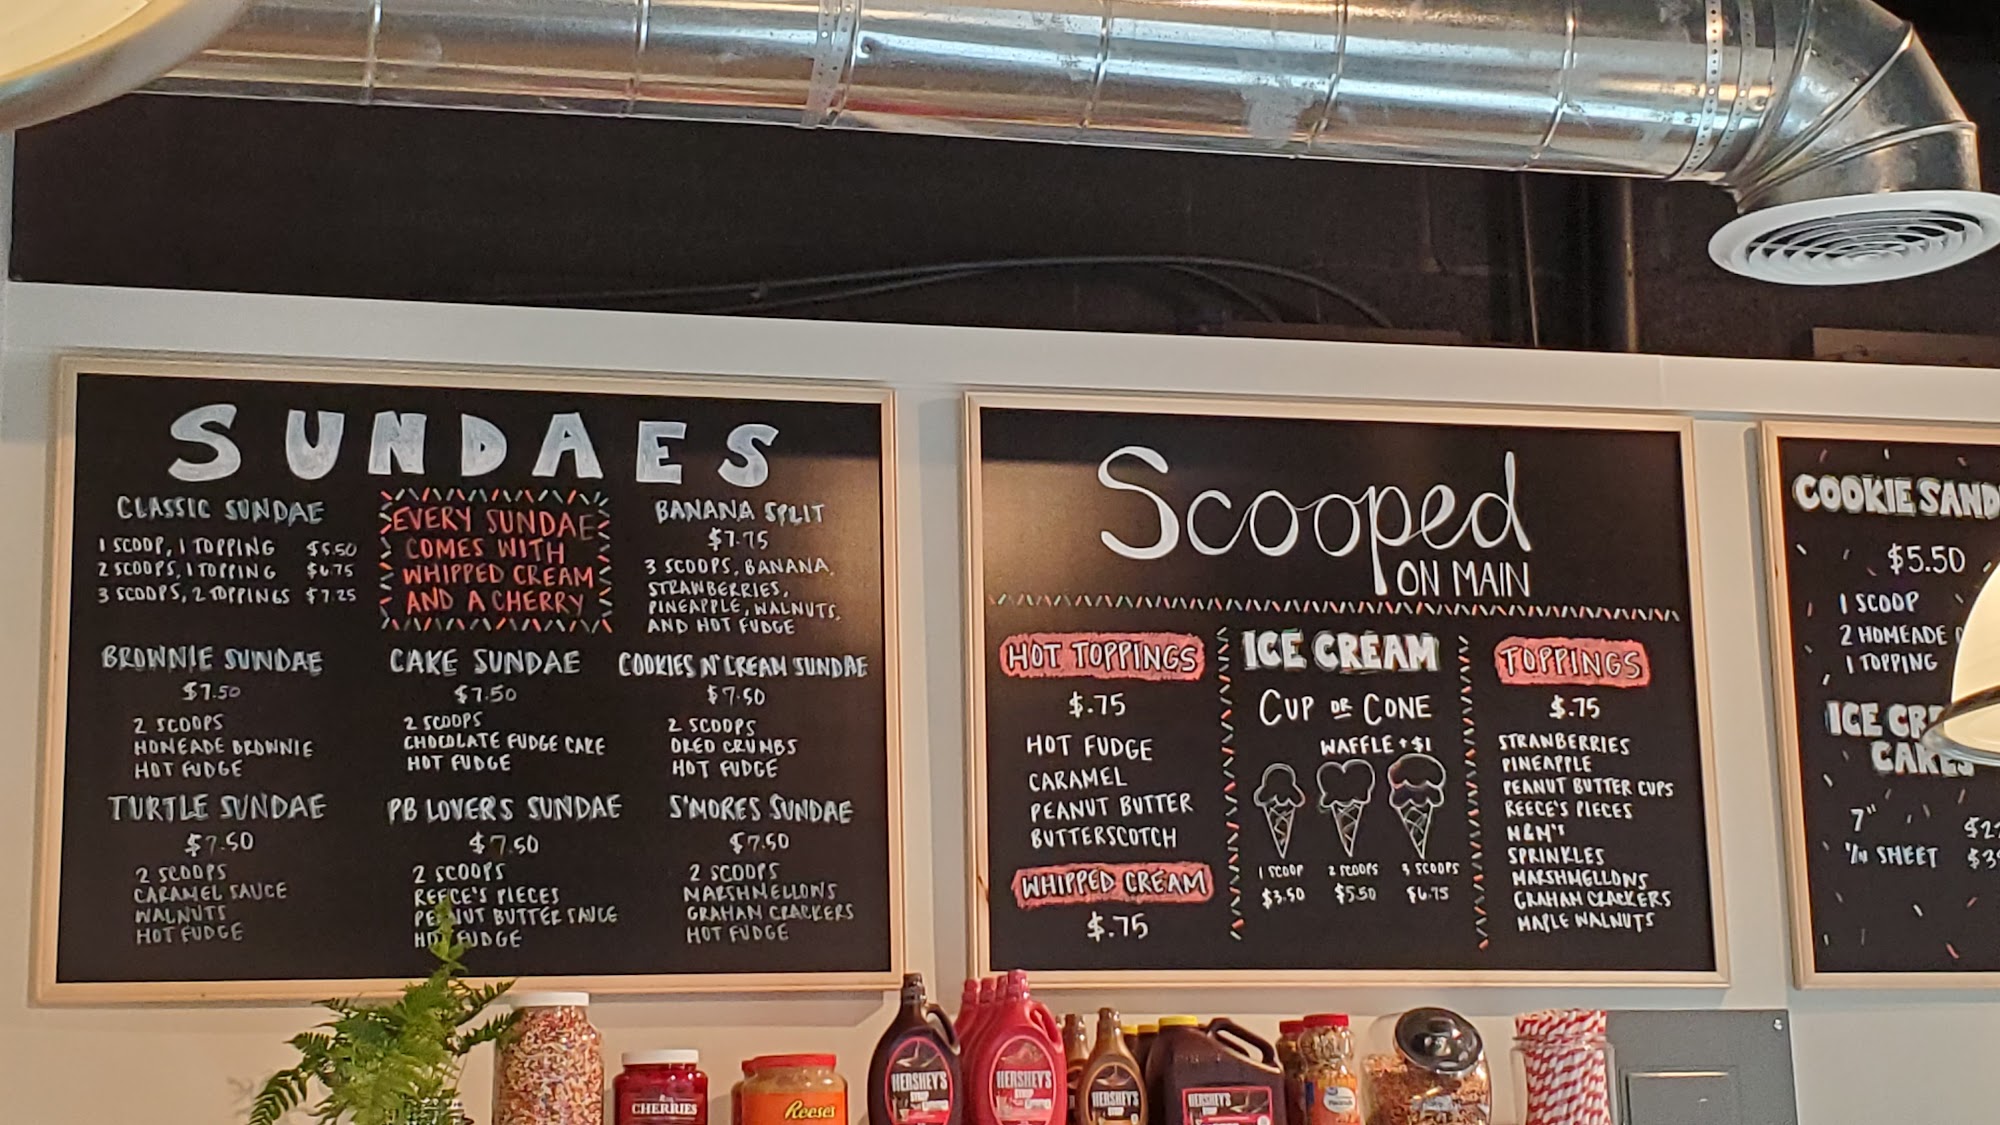 SUNDAES
CLASSIC SUNDAE
1 SCOOP, 1 TOPPING $5.50
2 SCOOPS, 1 TOPPING $6.75
3 SCOOPS, 2 TOPPINGS $7.25
EVERY SUNDAE
COMES WITH
WHIPPED CREAM
AND A CHERRY
BANANA SPLIT
$7.75
3 SCOOPS, BANANA,
STRAWBERRIES,
PINEAPPLE, WALNUTS,
AND HOT FUDGE
BROWNIE SUNDAE
$7.50
2 SCOOPS
HOMEADE BROWNIE
HOT FUDGE
CAKE SUNDAE
$7.50
2 SCOOPS
CHOCOLATE FUDGE CAKE
HOT FUDGE
COOKIES N' CREAM SUNDAE
$7.50
2 SCOOPS
OREO CRUMBS
HOT FUDGE
TURTLE SUNDAE
$7.50
2 SCOOPS
CARAMEL SAUCE
WALNUTS
HOT FUDGE
PB LOVERS SUNDAE
$7.50
2 SCOOPS
REECE'S PIECES
PEANUT BUTTER SAUCE
HOT FUDGE
S'MORES SUNDAE
$7.50
2 SCOOPS
MARSHMELLOWS
GRAHAM CRACKERS
HOT FUDGE
Scooped
ON MAIN
HOT TOPPINGS
$.75
HOT FUDGE
CARAMEL
PEANUT BUTTER
BUTTERSCOTCH
WHIPPED CREAM
$.75
ICE CREAM
CUP OR CONE
WAFFLE + $1
1 SCOOP 2 SCOOPS 3 SCOOPS
$3.50 $5.50 $6.75
TOPPINGS
$.75
STRAWBERRIES
PINEAPPLE
PEANUT BUTTER CUPS
REECE'S PIECES
M&M'S
SPRINKLES
MARSHMELLOWS
GRAHAM CRACKERS
MAPLE WALNUTS
COOKIE SAND
$5.50
1 SCOOP
2 HOMEADE
1 TOPPING
ICE CRE
CAKES
7" $2
SHEET $3
CHERRIES
Reese's
HERSHEY'S
SYRUP
HERSHEY'S
SYRUP
HERSHEY'S
SYRUP
HERSHEY'S
SYRUP